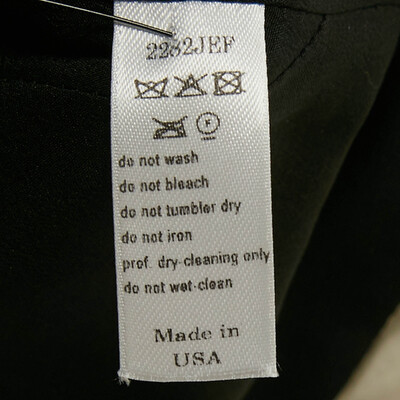 2282JEF
F
do not wash
do not bleach
do not tumbler dry
do not iron
prof. dry-cleaning only
do not wet-clean
Made in
USA